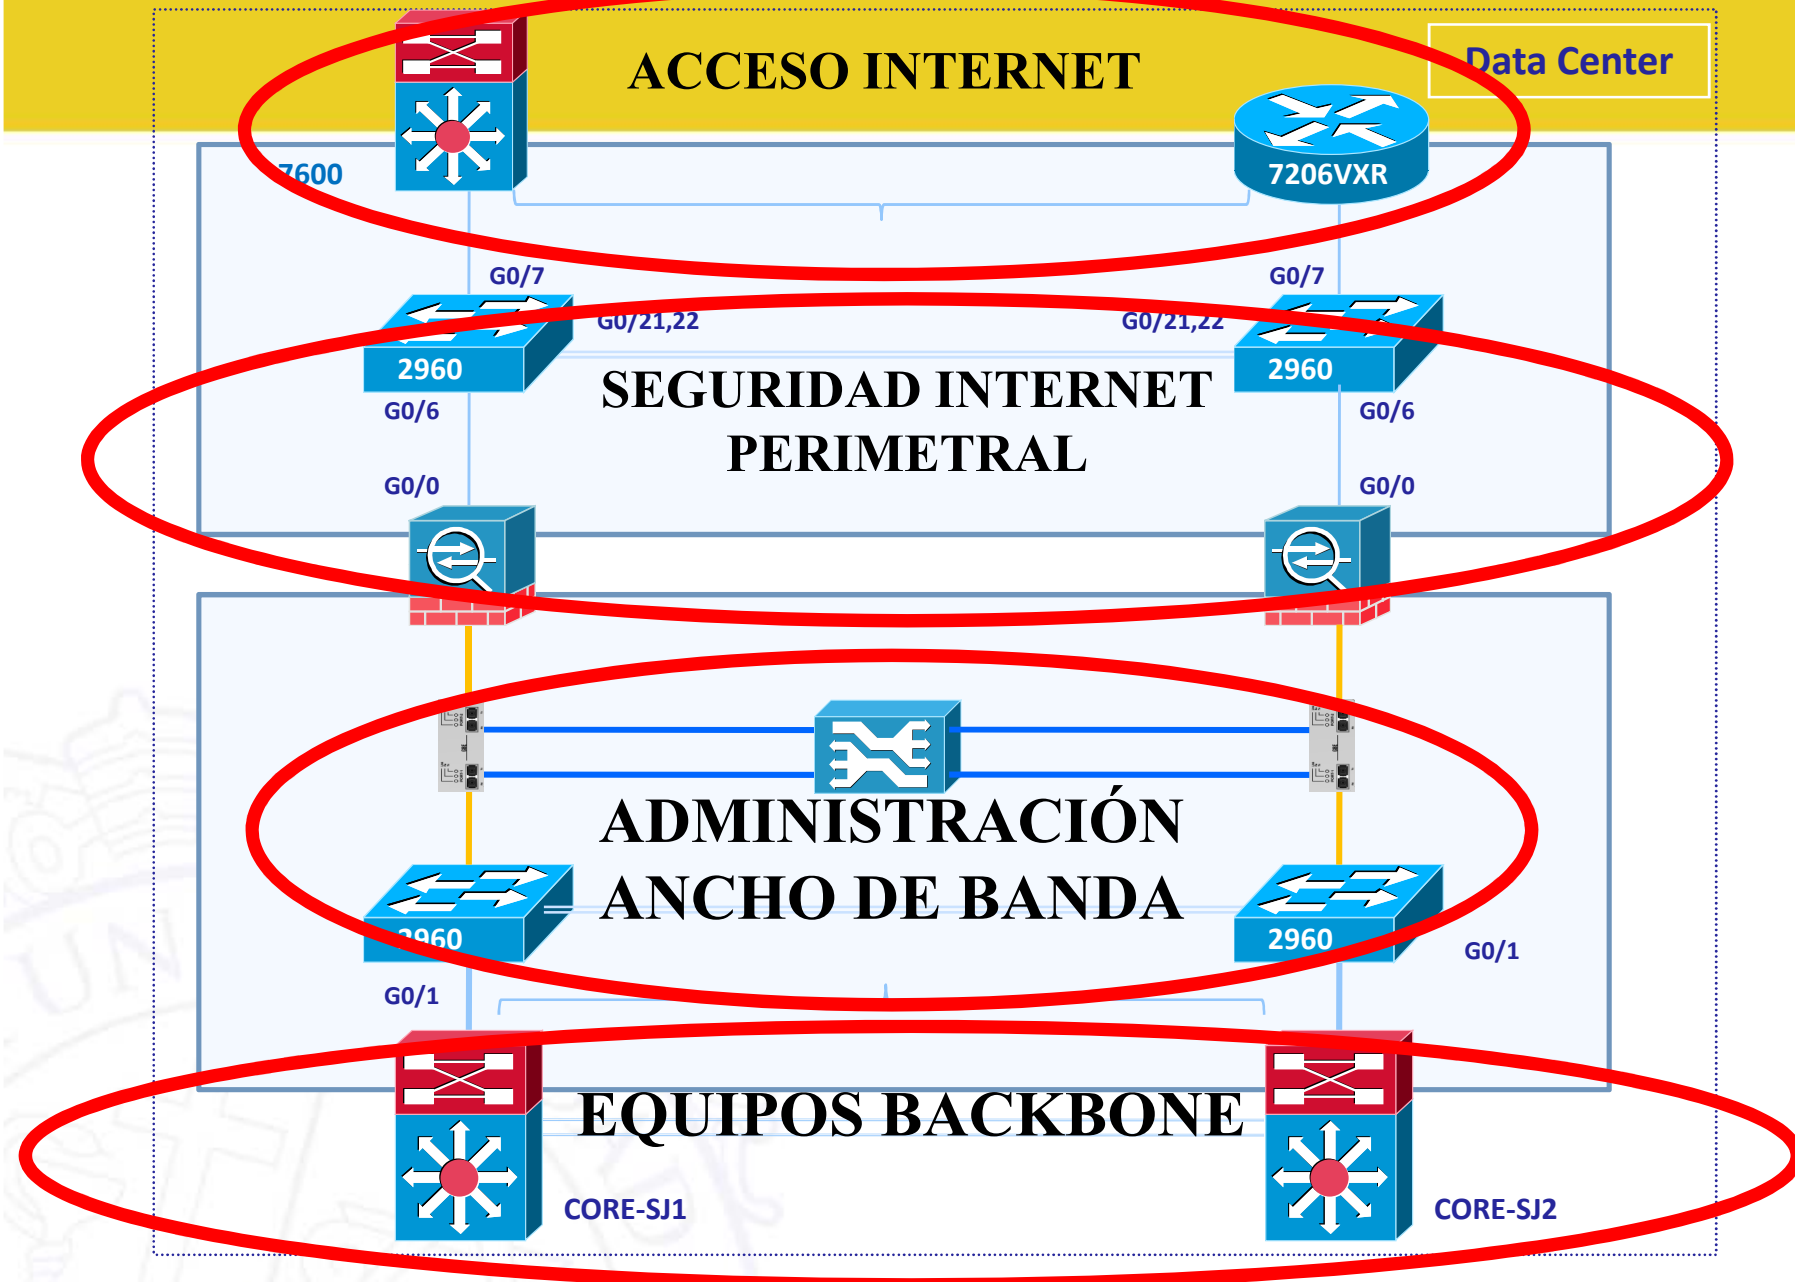 ACCESO INTERNET
Data Center
7600
7206VXR
G0/7
G0/7
G0/21,22
G0/21,22
2960
2960
SEGURIDAD INTERNET
PERIMETRAL
G0/6
G0/6
G0/0
G0/0
ADMINISTRACIÓN
ANCHO DE BANDA
2960
2960
G0/1
G0/1
EQUIPOS BACKBONE
CORE-SJ1
CORE-SJ2
UN